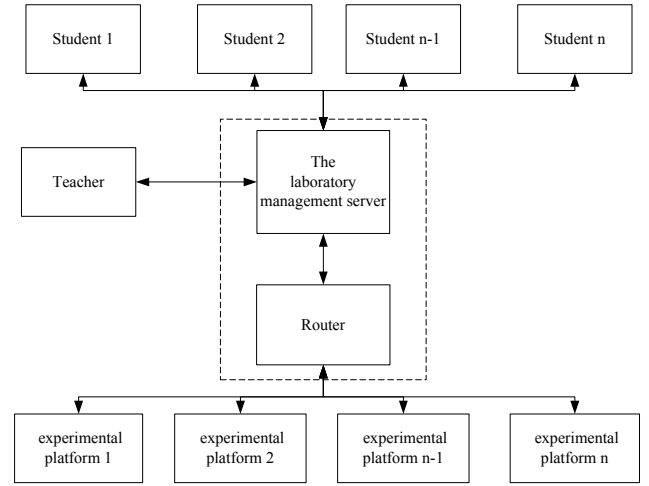 Student 1
Student 2
Student n-1
Student n
The
laboratory
management server
Teacher
Router
experimental
platform 1
experimental
platform 2
experimental
platform n-1
experimental
platform n